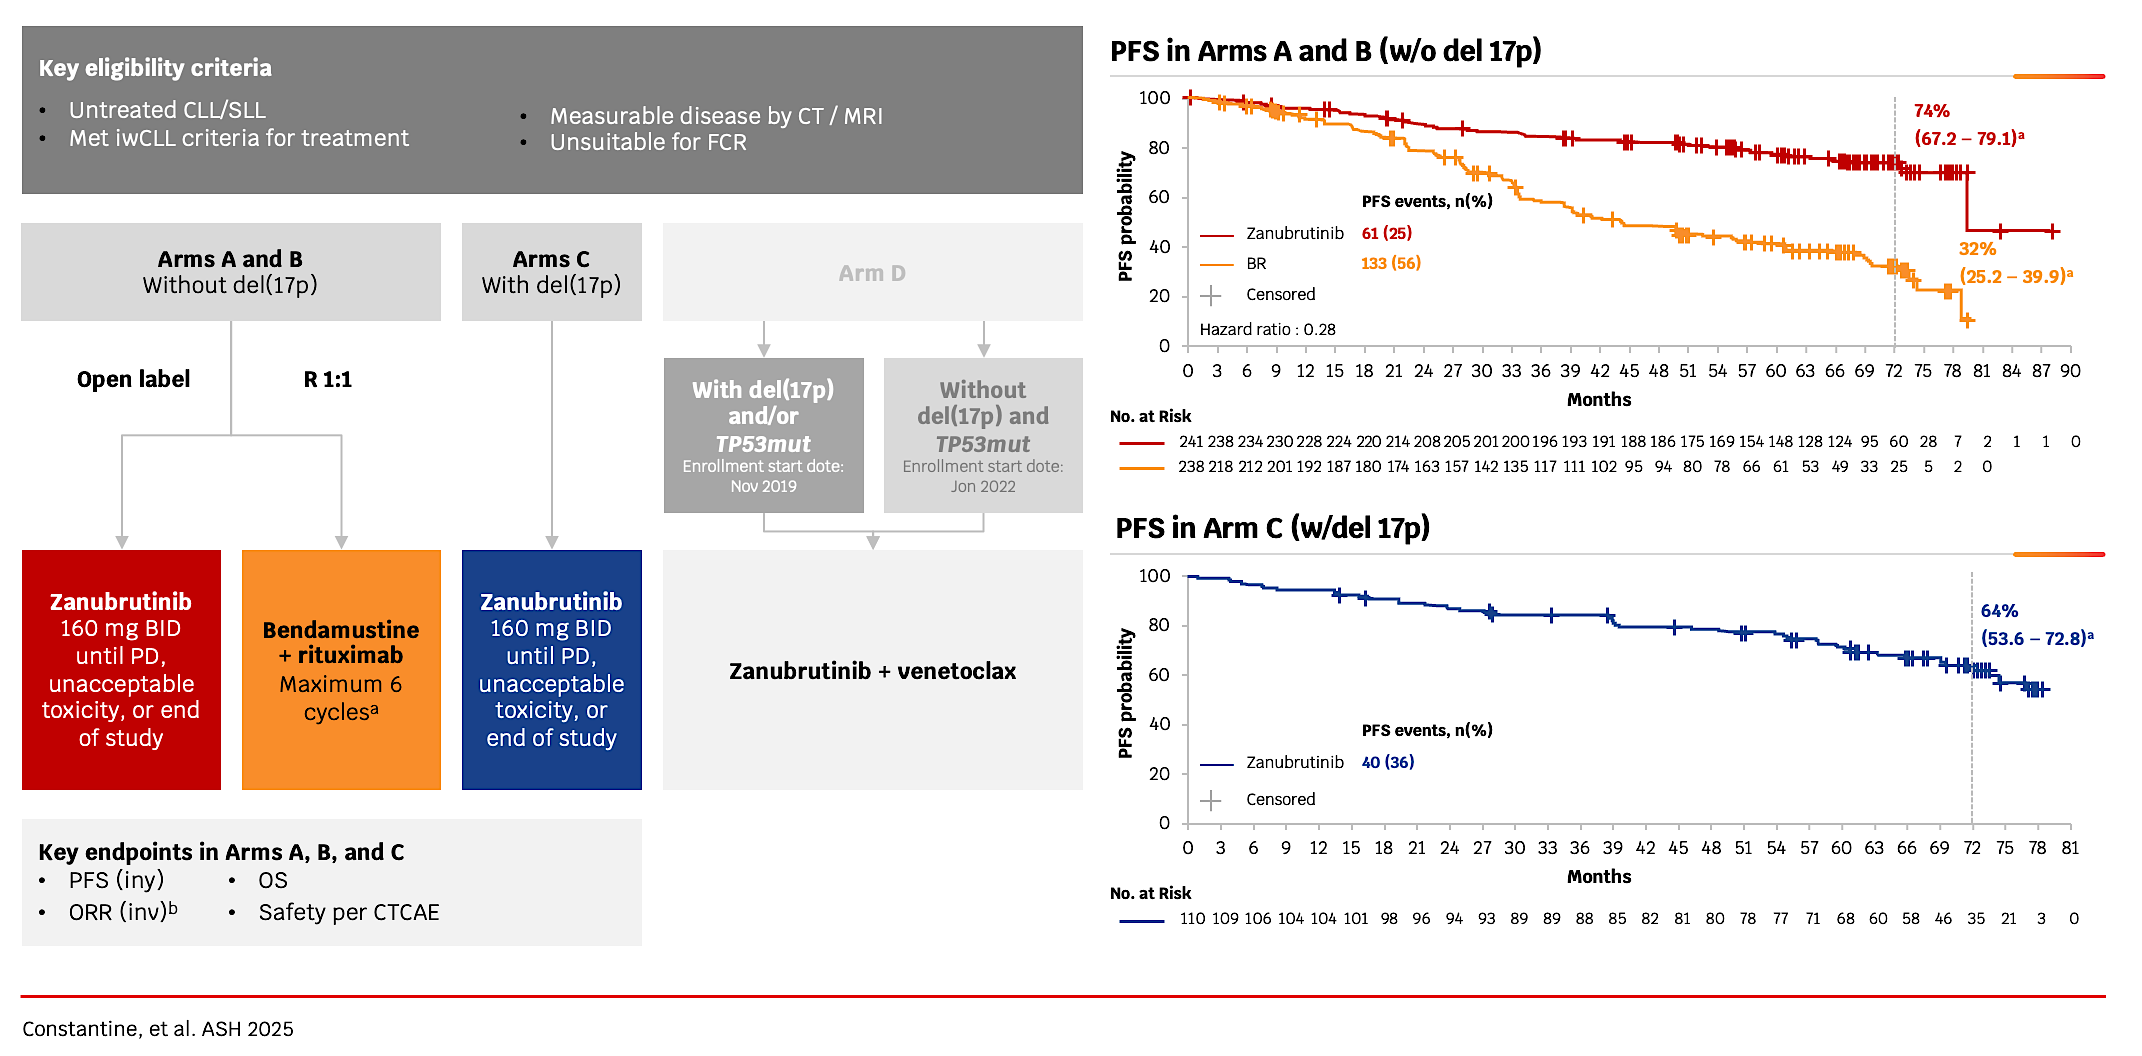 Key eligibility criteria
• Untreated CLL/SLL
• Met iwCLL criteria for treatment
• Measurable disease by CT / MRI
• Unsuitable for FCR
Arms A and B
Without del(17p)
Arms C
With del(17p)
Arm D
Open label
R 1:1
With del(17p)
and/or
TP53mut
Enrollment start dote:
Nov 2019
Without
del(17p) and
TP53mut
Enrollment start dote:
Jon 2022
Zanubrutinib
160 mg BID
until PD,
unacceptable
toxicity, or end
of study
Bendamustine
+ rituximab
Maximum 6
cyclesᵃ
Zanubrutinib
160 mg BID
until PD,
unacceptable
toxicity, or
end of study
Zanubrutinib + venetoclax
Key endpoints in Arms A, B, and C
• PFS (iny)
• ORR (inv)ᵇ
• OS
• Safety per CTCAE
PFS in Arms A and B (w/o del 17p)
PFS probability
100
80
60
40
20
0
74%
(67.2 – 79.1)ᵃ
32%
(25.2 – 39.9)ᵃ
PFS events, n(%)
Zanubrutinib 61 (25)
BR 133 (56)
Censored
Hazard ratio : 0.28
0 3 6 9 12 15 18 21 24 27 30 33 36 39 42 45 48 51 54 57 60 63 66 69 72 75 78 81 84 87 90
Months
No. at Risk
241 238 234 230 228 224 220 214 208 205 201 200 196 193 191 188 186 175 169 154 148 128 124 95 60 28 7 2 1 1 0
238 218 212 201 192 187 180 174 163 157 142 135 117 111 102 95 94 80 78 66 61 53 49 33 25 5 2 0
PFS in Arm C (w/del 17p)
PFS probability
100
80
60
40
20
0
64%
(53.6 – 72.8)ᵃ
PFS events, n(%)
Zanubrutinib 40 (36)
Censored
0 3 6 9 12 15 18 21 24 27 30 33 36 39 42 45 48 51 54 57 60 63 66 69 72 75 78 81
Months
No. at Risk
110 109 106 104 104 101 98 96 94 93 89 89 88 85 82 81 80 78 77 71 68 60 58 46 35 21 3 0
Constantine, et al. ASH 2025